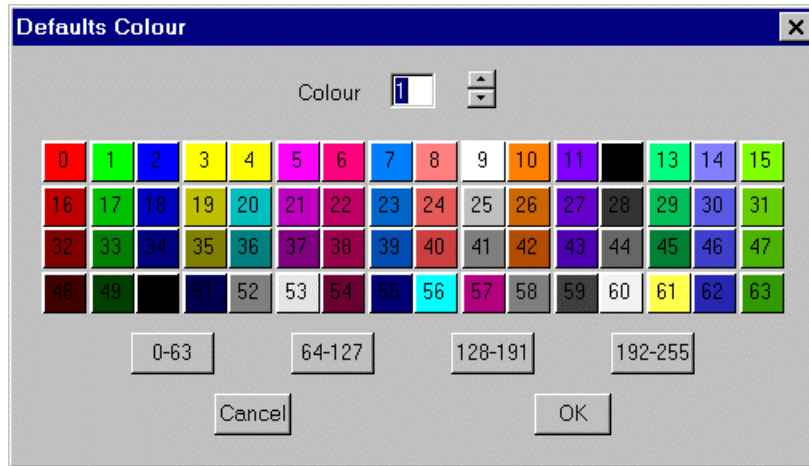 Defaults Colour
Colour 1
0 1 2 3 4 5 6 7 8 9 10 11 13 14 15
16 17 18 19 20 21 22 23 24 25 26 27 28 29 30 31
32 33 34 35 36 37 38 39 40 41 42 43 44 45 46 47
48 49 61 52 53 54 55 56 57 58 59 60 61 62 63
0-63 64-127 128-191 192-255
Cancel OK